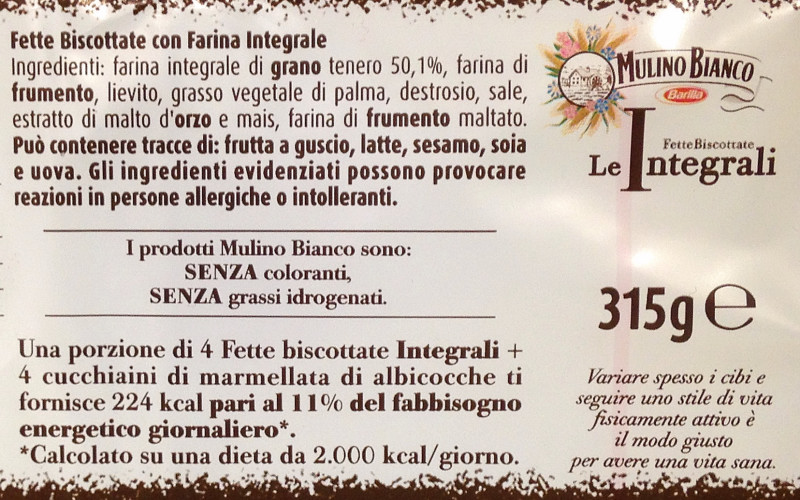 Fette Biscottate con Farina Integrale
Ingredienti: farina integrale di grano tenero 50,1%, farina di
frumento, lievito, grasso vegetale di palma, destrosio, sale,
estratto di malto d'orzo e mais, farina di frumento maltato.
Può contenere tracce di: frutta a guscio, latte, sesamo, soia
e uova. Gli ingredienti evidenziati possono provocare
reazioni in persone allergiche o intolleranti.
I prodotti Mulino Bianco sono:
SENZA coloranti,
SENZA grassi idrogenati.
Una porzione di 4 Fette biscottate Integrali +
4 cucchiaini di marmellata di albicocche ti
fornisce 224 kcal pari al 11% del fabbisogno
energetico giornaliero*.
*Calcolato su una dieta da 2.000 kcal/giorno.
MULINO BIANCO
Barilla
Fette Biscottate
Le Integrali
315g ℮
Variare spesso i cibi e
seguire uno stile di vita
fisicamente attivo è
il modo giusto
per avere una vita sana.